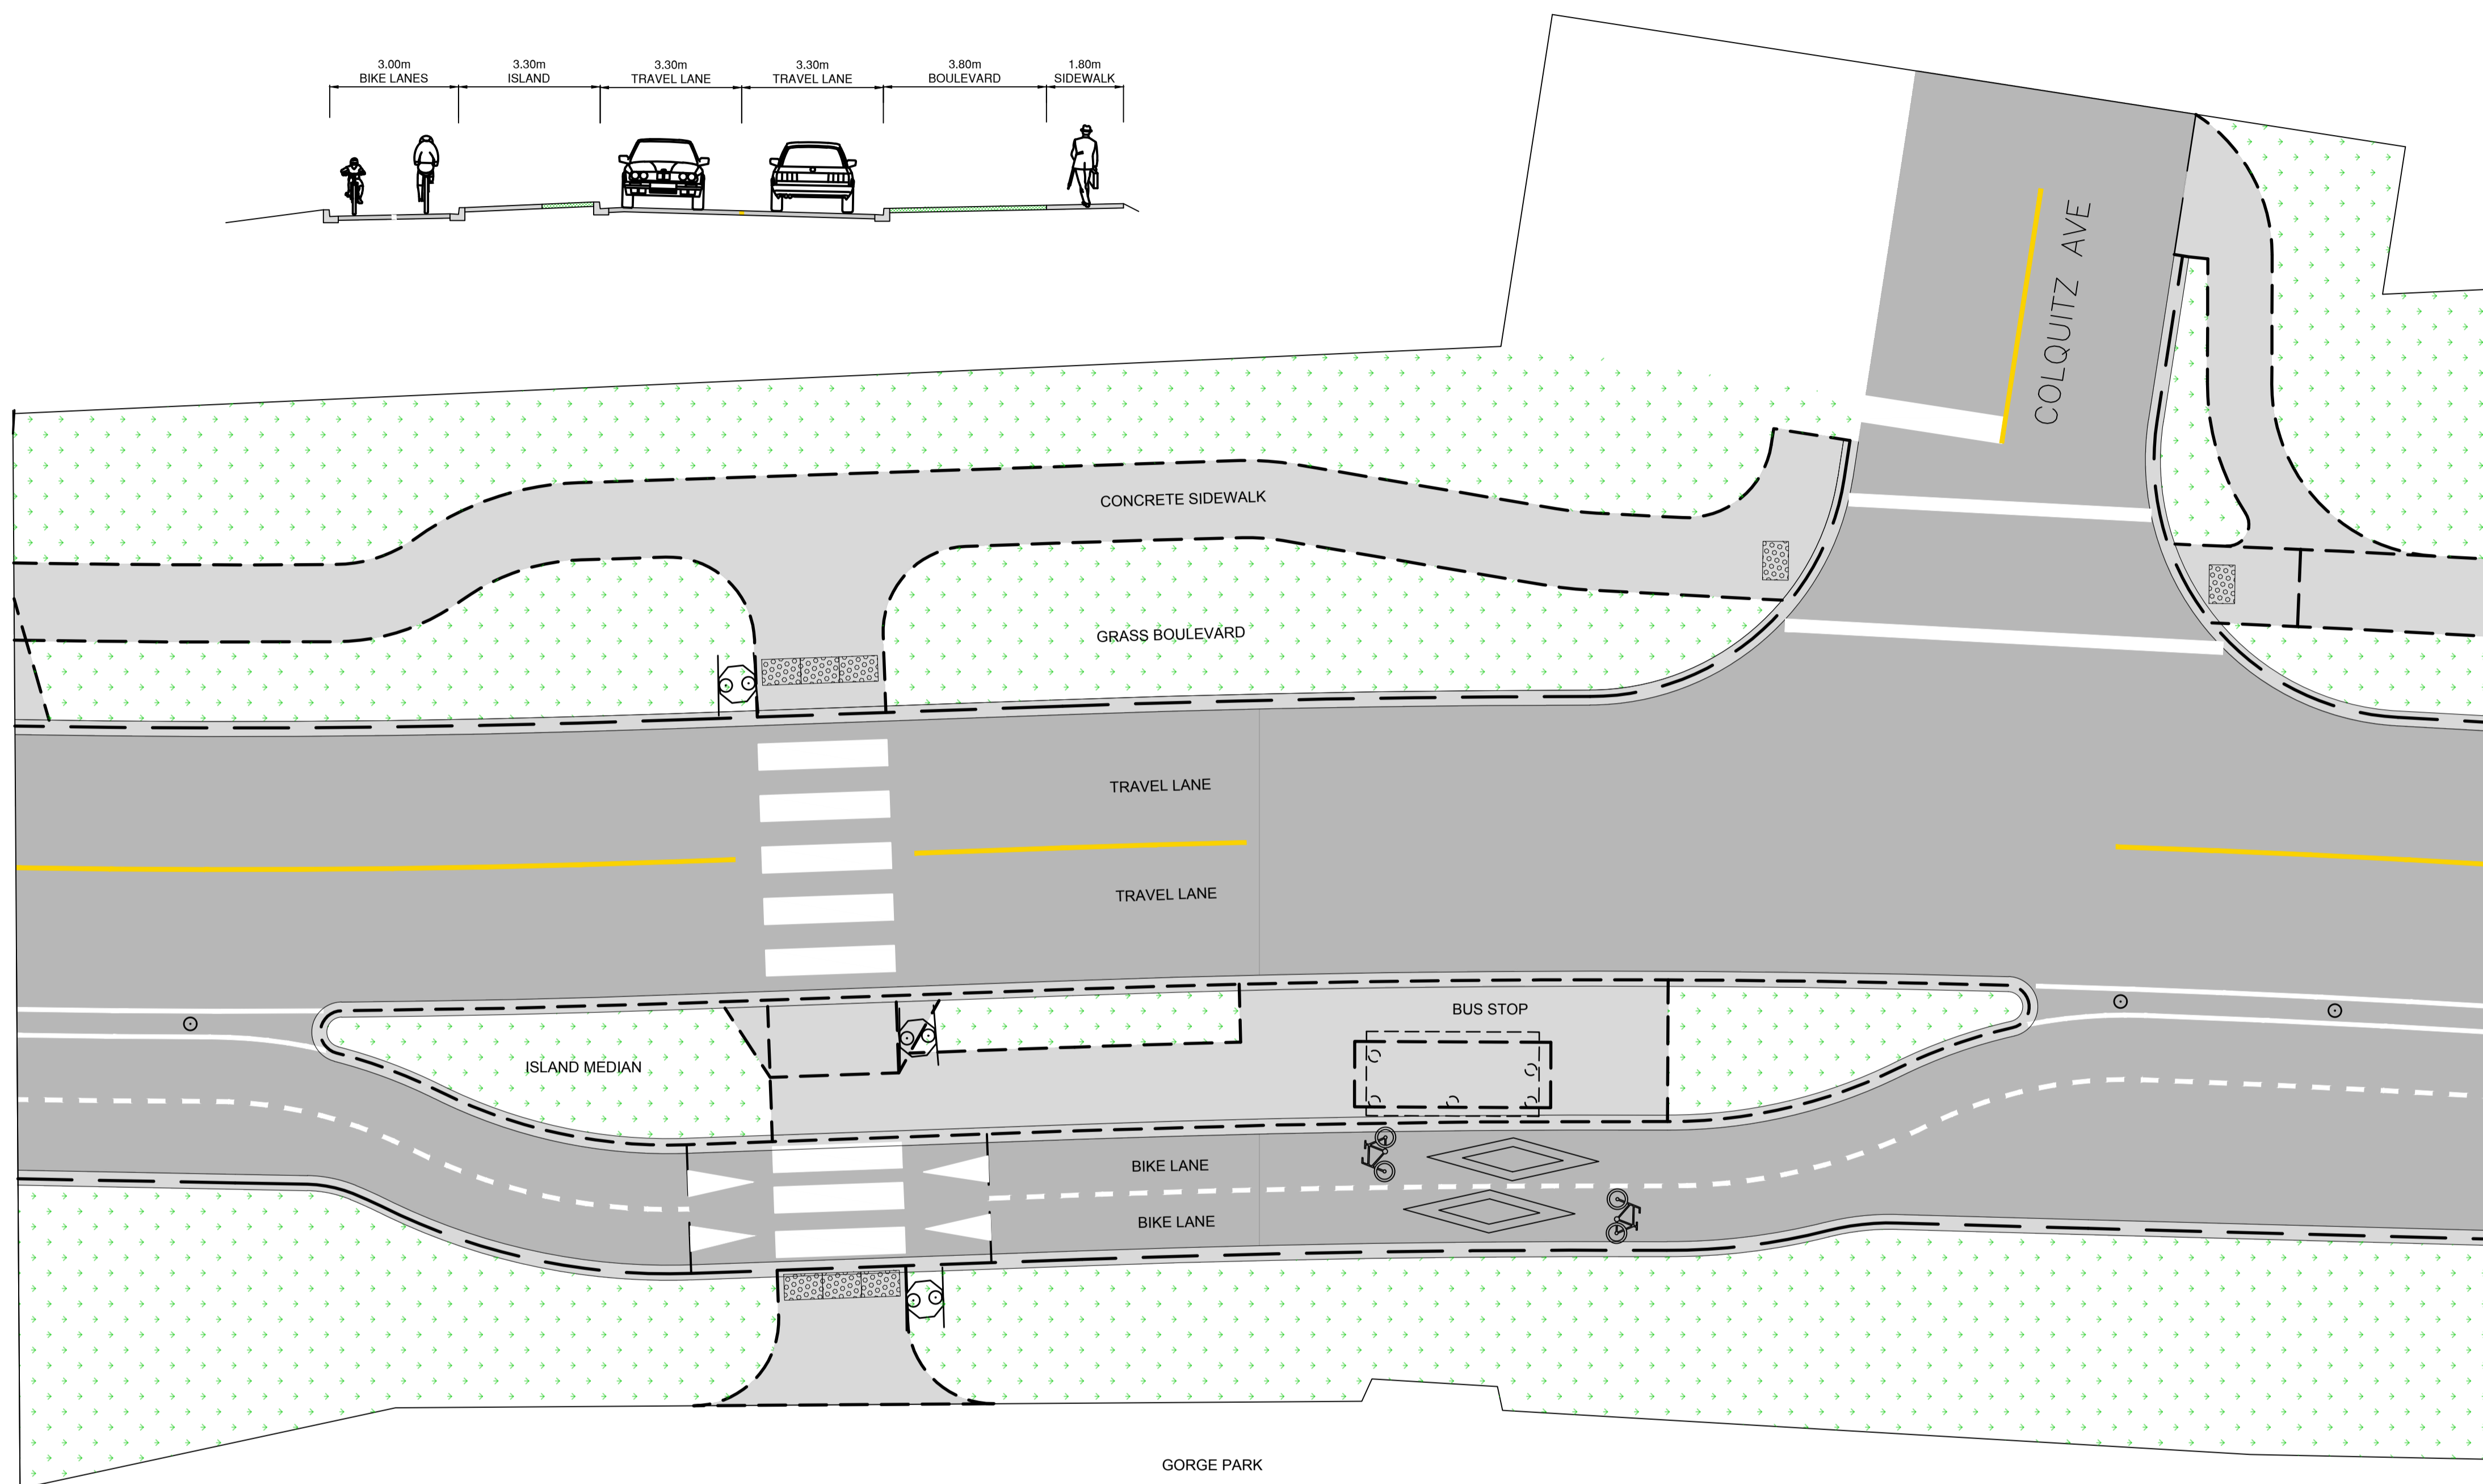 3.00m
BIKE LANES
3.30m
ISLAND
3.30m
TRAVEL LANE
3.30m
TRAVEL LANE
3.80m
BOULEVARD
1.80m
SIDEWALK
COLQUITZ AVE
CONCRETE SIDEWALK
GRASS BOULEVARD
TRAVEL LANE
TRAVEL LANE
BUS STOP
ISLAND MEDIAN
BIKE LANE
BIKE LANE
GORGE PARK